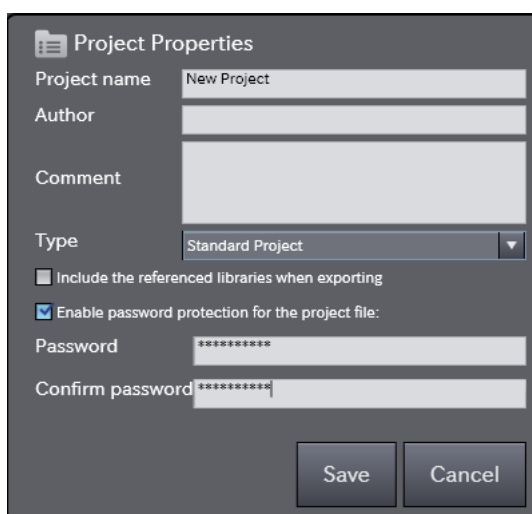 Project Properties
Project name New Project
Author
Comment
Type Standard Project
Include the referenced libraries when exporting
Enable password protection for the project file:
Password **********
Confirm password **********
Save Cancel